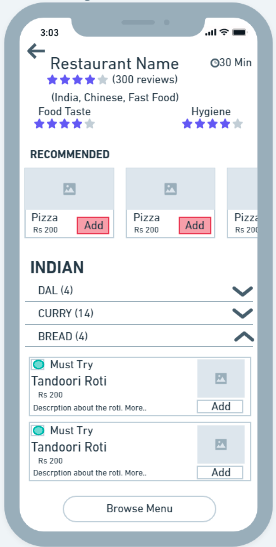 3:03
Restaurant Name
30 Min
(300 reviews)
(India, Chinese, Fast Food)
Food Taste Hygiene
RECOMMENDED
Pizza Pizza Pizza
Rs 200 Add Rs 200 Add Rs 200
INDIAN
DAL (4)
CURRY (14)
BREAD (4)
Must Try
Tandoori Roti
Rs 200
Descrption about the roti. More.. Add
Must Try
Tandoori Roti
Rs 200
Descrption about the roti. More.. Add
Browse Menu